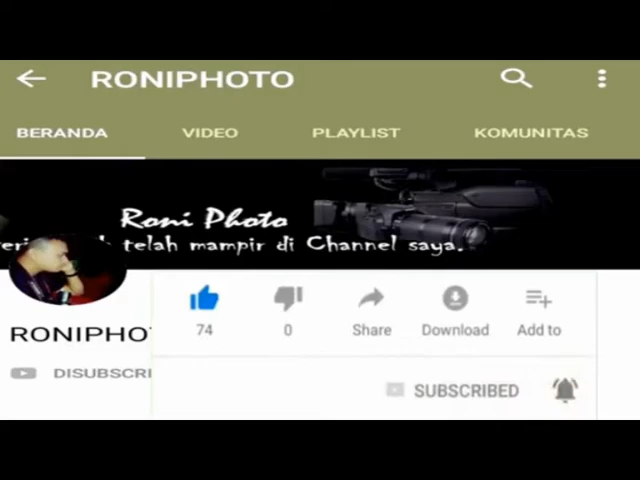 RONIPHOTO
BERANDA VIDEO PLAYLIST KOMUNITAS
Roni Photo
telah mampir di Channel saya.
74 0 Share Download Add to
RONIPHOT
DISUBSCRI
SUBSCRIBED